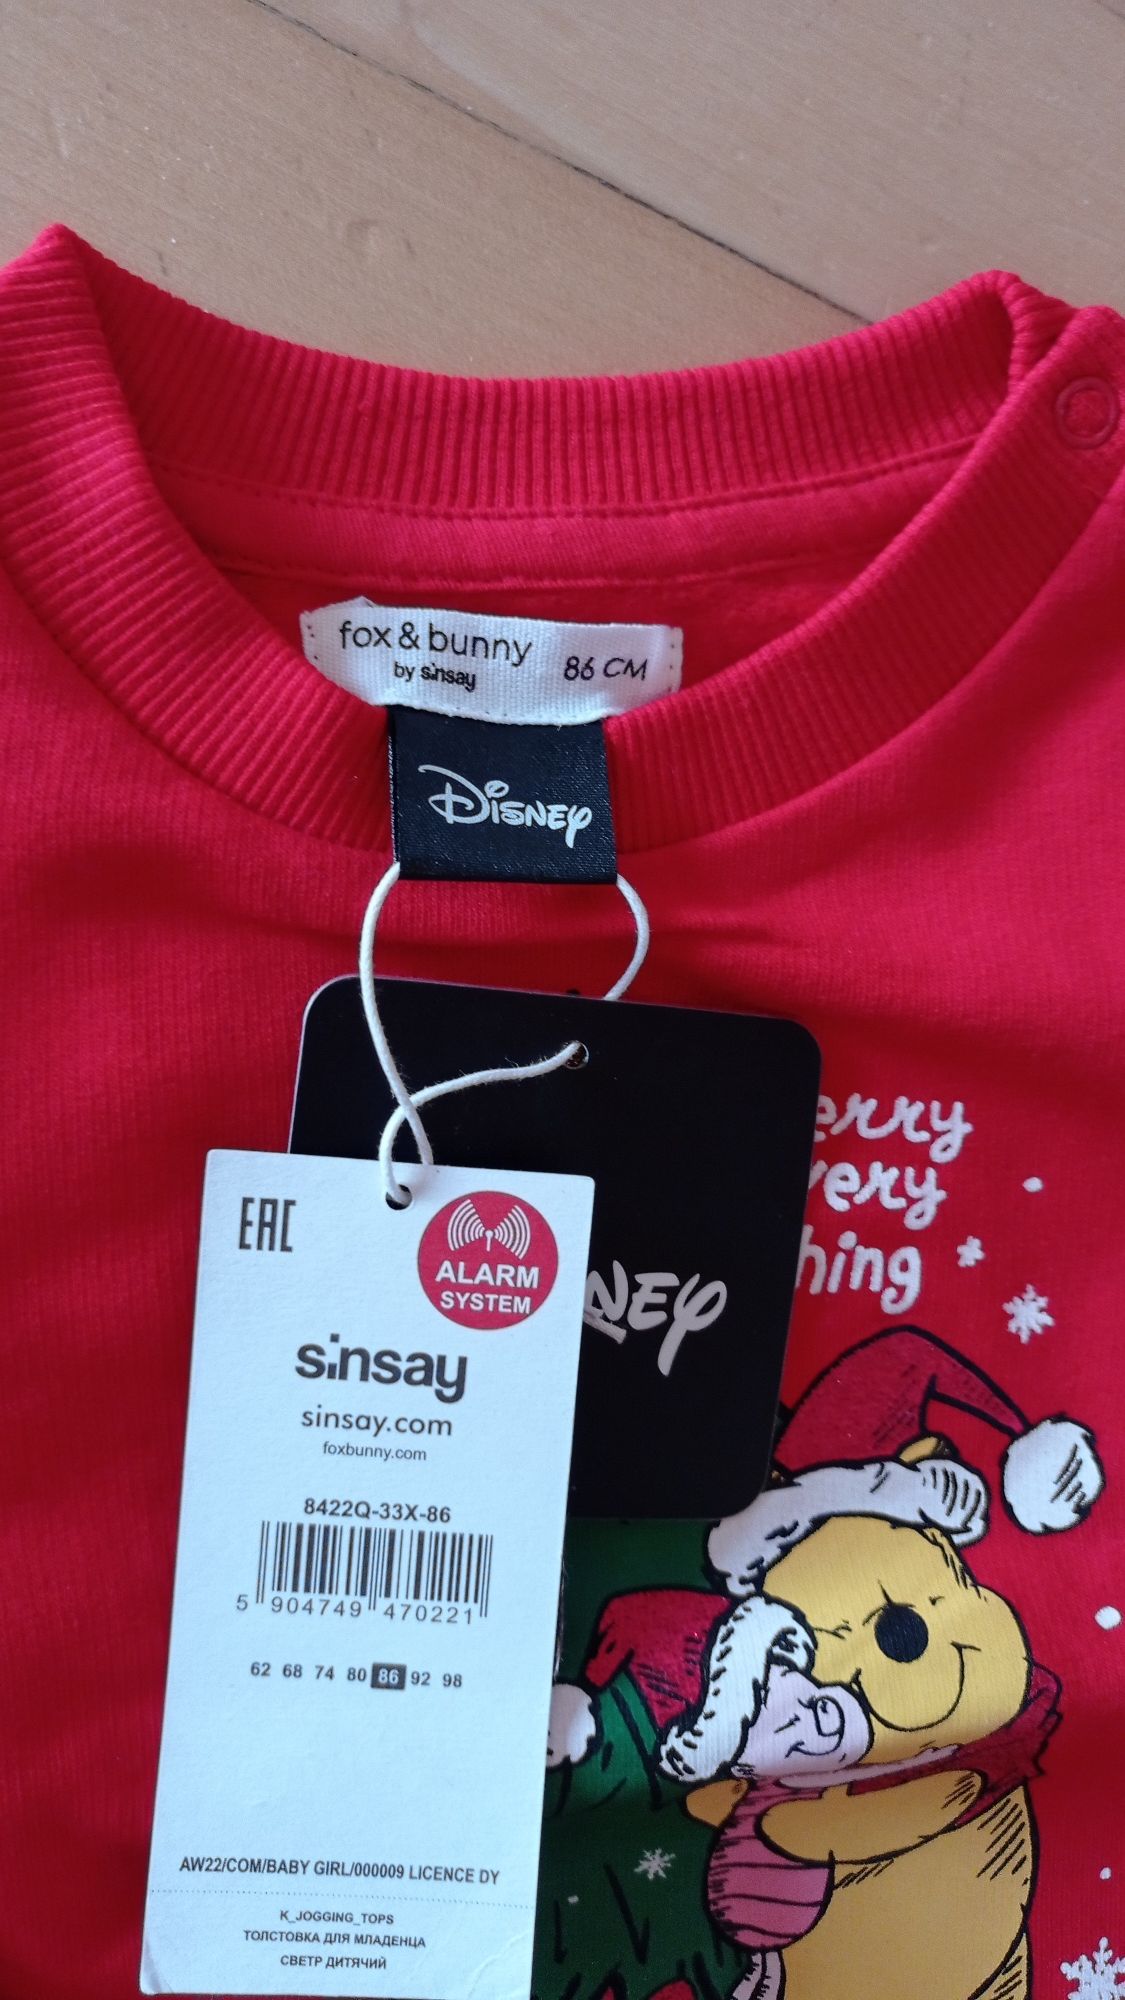 fox & bunny
by sinsay
86 CM
Disney
EAC
ALARM
SYSTEM
sinsay
sinsay.com
foxbunny.com
8422Q-33X-86
5 904749 470221
62 68 74 80 86 92 98
AW22/COM/BABY GIRL/000009 LICENCE DY
K_JOGGING_TOPS
ТОЛСТОВКА ДЛЯ МЛАДЕНЦА
СВЕТР ДИТЯЧИЙ
NEY
erry
very
hing